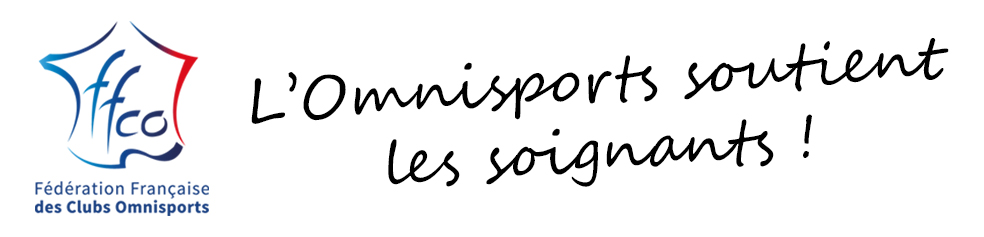 ffco
Fédération Française
des Clubs Omnisports
L'Omnisports soutient
les soignants !